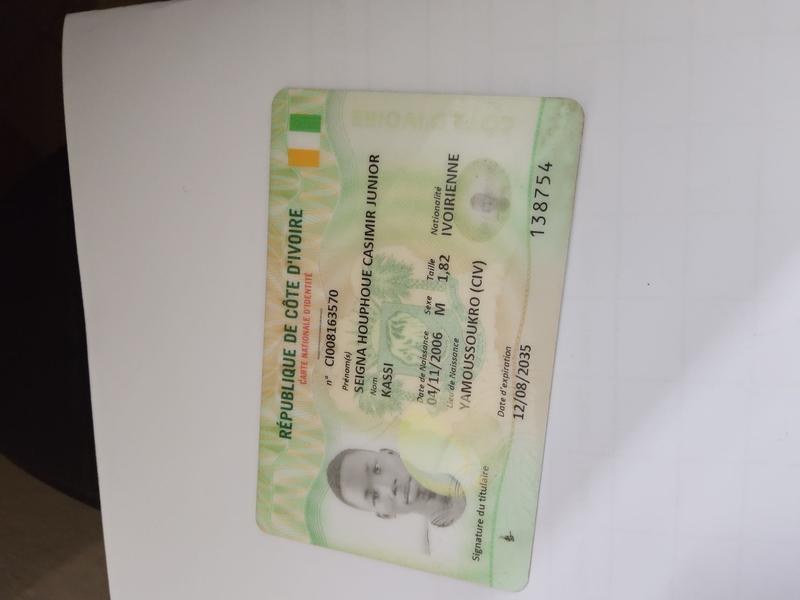 RÉPUBLIQUE DE CÔTE D'IVOIRE
CARTE NATIONALE D'IDENTITÉ
n° CI008163570
Prénom(s)
SEIGNA HOUPHOUE CASIMIR JUNIOR
Nom
KASSI
Date de Naissance Sexe Taille Nationalité
04/11/2006 M 1,82 IVOIRIENNE
Lieu de Naissance
YAMOUSSOUKRO (CIV)
Signature du titulaire
Date d'expiration
12/08/2035
138754